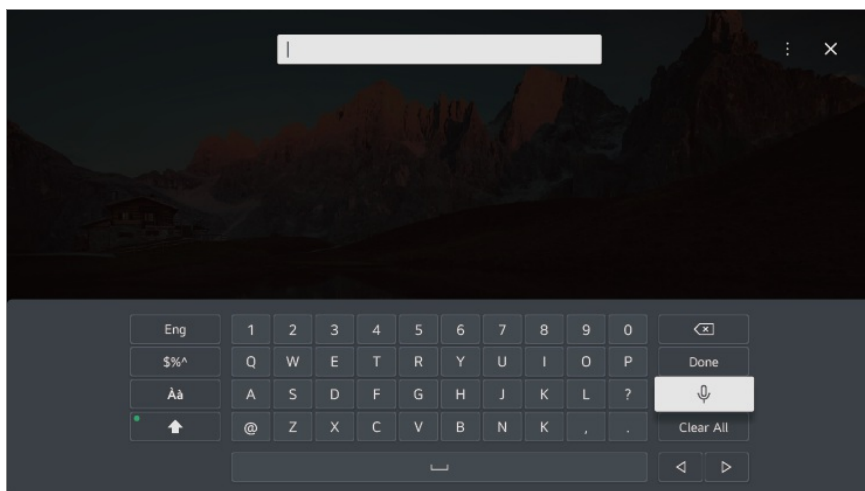 Eng 1 2 3 4 5 6 7 8 9 0
$%^ Q W E T R Y U I O P Done
Àà A S D F G H J K L ?
@ Z X C V B N K , . Clear All